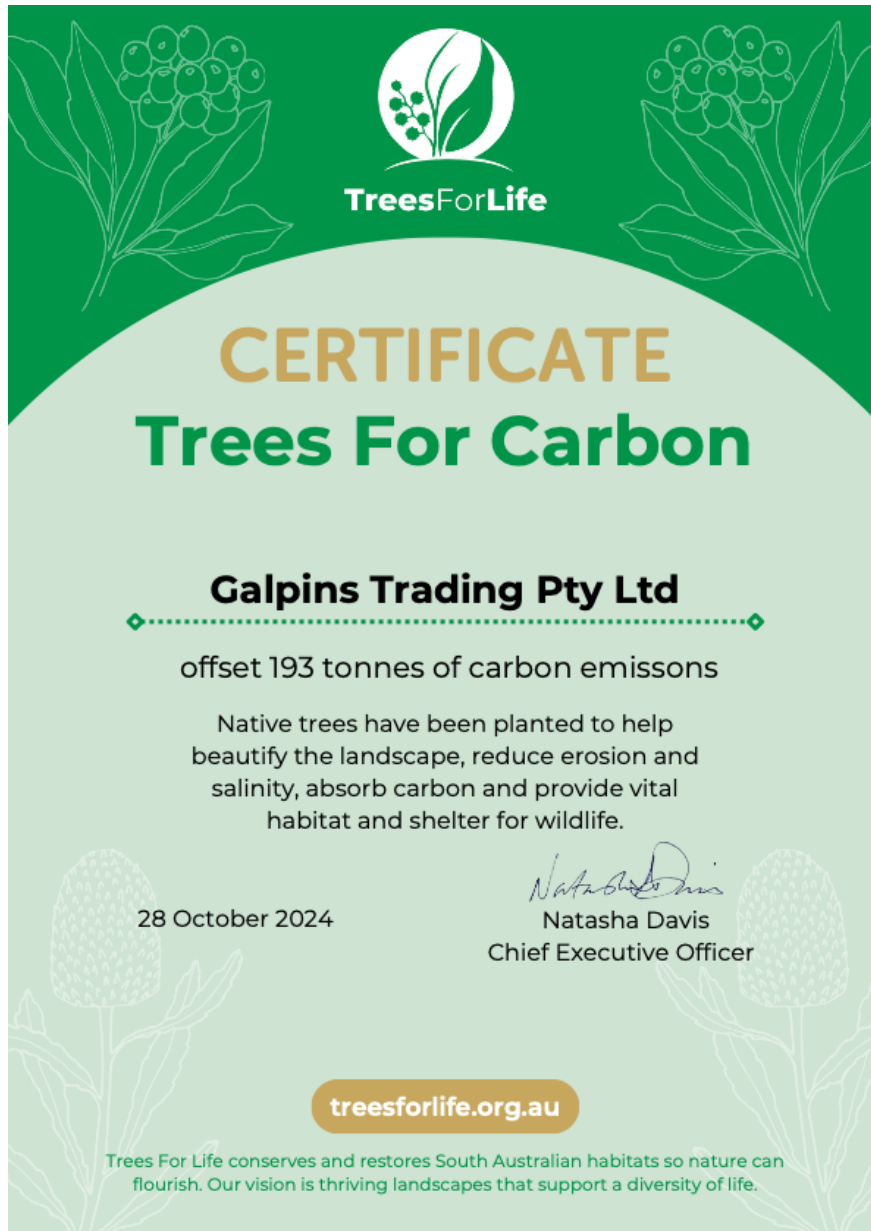 TreesForLife
CERTIFICATE
Trees For Carbon
Galpins Trading Pty Ltd
offset 193 tonnes of carbon emissons
Native trees have been planted to help
beautify the landscape, reduce erosion and
salinity, absorb carbon and provide vital
habitat and shelter for wildlife.
Natasha Davis
28 October 2024
Natasha Davis
Chief Executive Officer
treesforlife.org.au
Trees For Life conserves and restores South Australian habitats so nature can
flourish. Our vision is thriving landscapes that support a diversity of life.